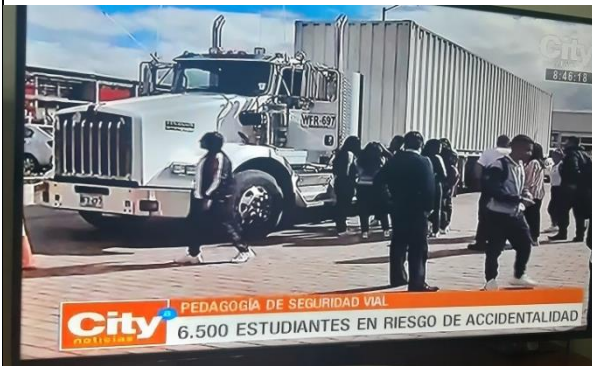 City
8:46:18
KENWORTH
WFR-697
PEDAGOGÍA DE SEGURIDAD VIAL
City
noticias
6.500 ESTUDIANTES EN RIESGO DE ACCIDENTALIDAD